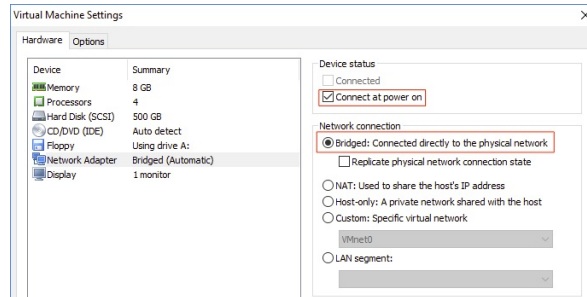 Virtual Machine Settings
Hardware Options
Device Summary
Memory 8 GB
Processors 4
Hard Disk (SCSI) 500 GB
CD/DVD (IDE) Auto detect
Floppy Using drive A:
Network Adapter Bridged (Automatic)
Display 1 monitor
Device status
Connected
Connect at power on
Network connection
Bridged: Connected directly to the physical network
Replicate physical network connection state
NAT: Used to share the host's IP address
Host-only: A private network shared with the host
Custom: Specific virtual network
VMnet0
LAN segment: